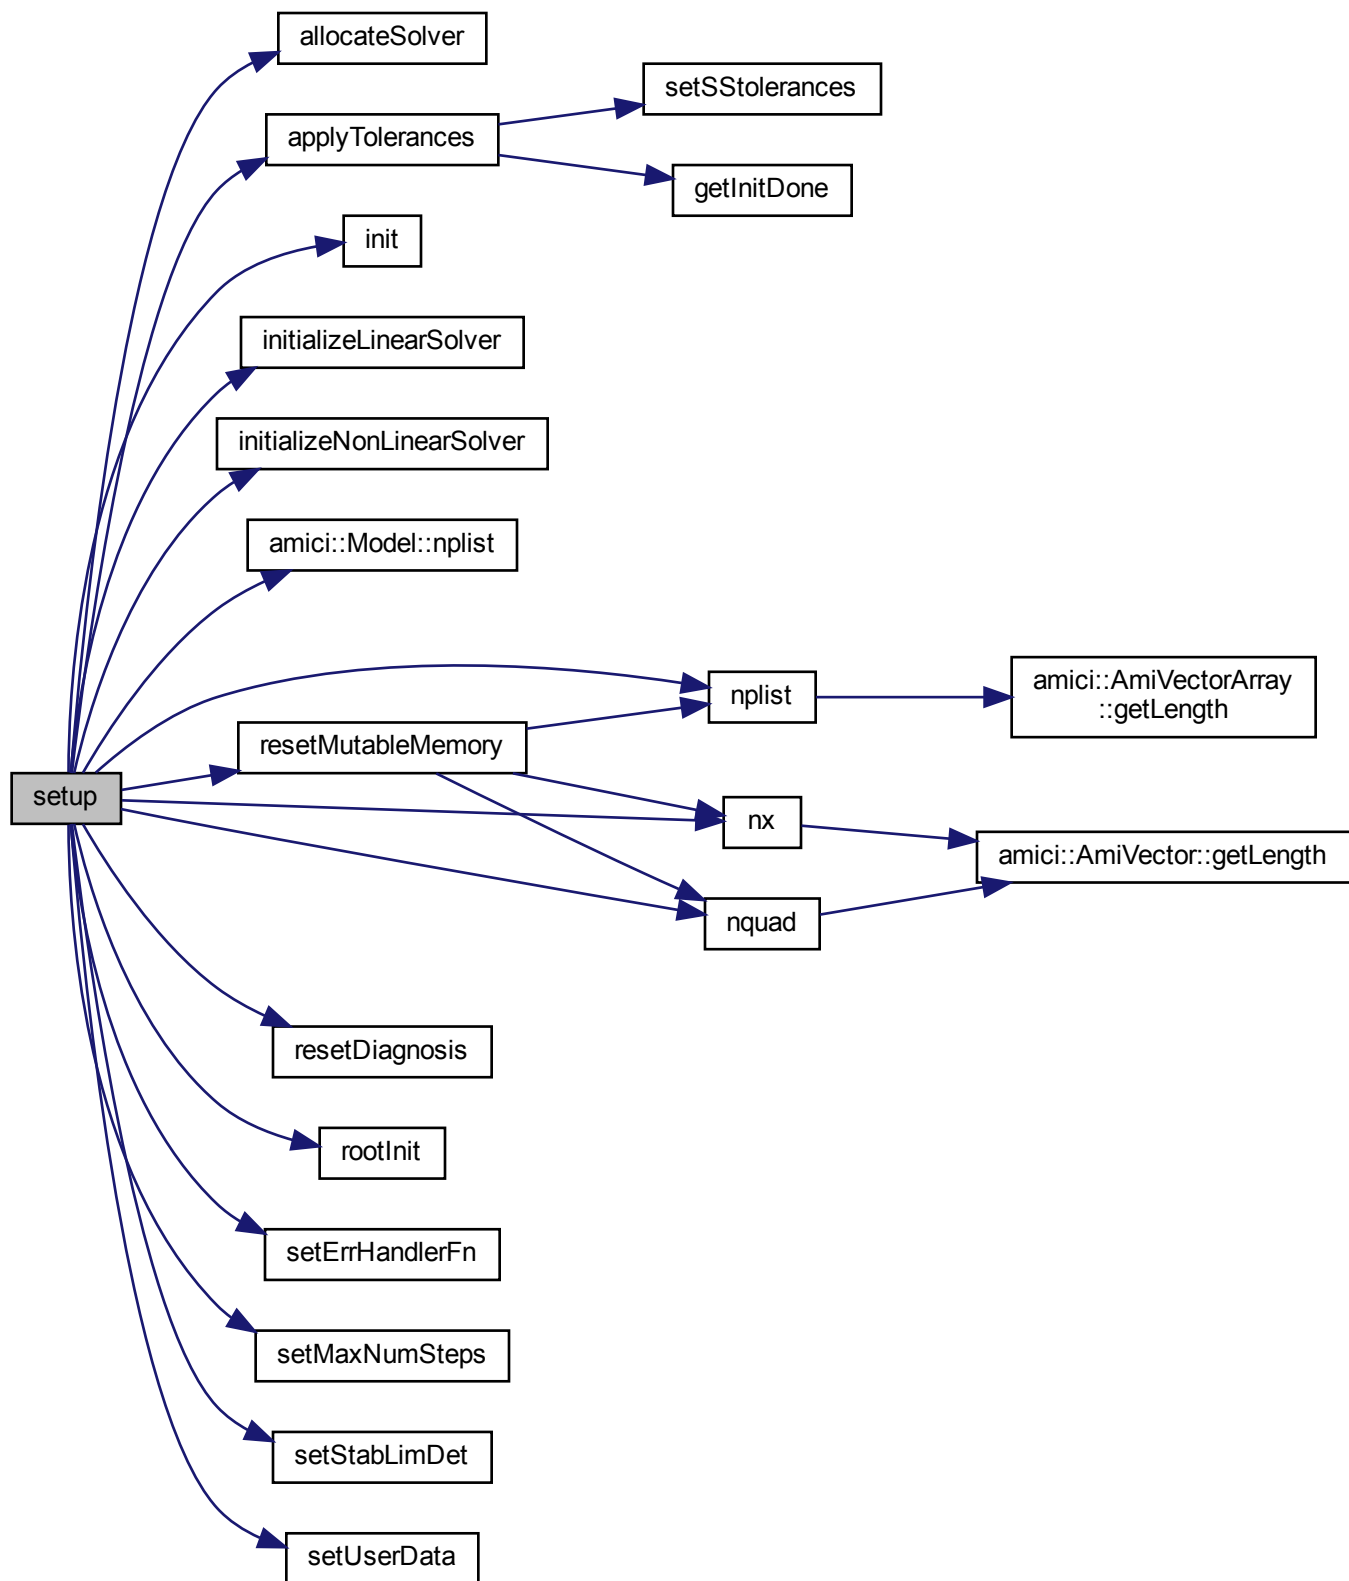 allocateSolver
setSStolerances
applyTolerances
getInitDone
init
initializeLinearSolver
initializeNonLinearSolver
amici::Model::nplist
amici::AmiVectorArray
::getLength
nplist
resetMutableMemory
setup
nx
amici::AmiVector::getLength
nquad
resetDiagnosis
rootInit
setErrHandlerFn
setMaxNumSteps
setStabLimDet
setUserData